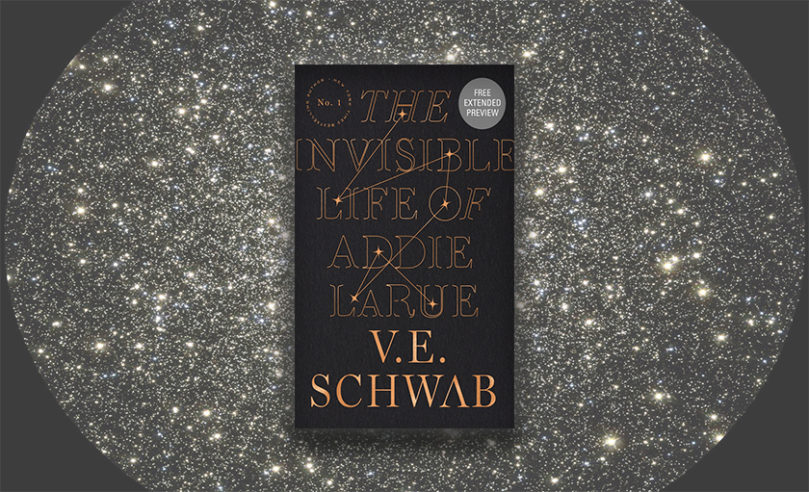 No. 1
THE
INVISIBLE
LIFE OF
ADDIE
LARUE
FREE
EXTENDED
PREVIEW
V.E.
SCHWAB